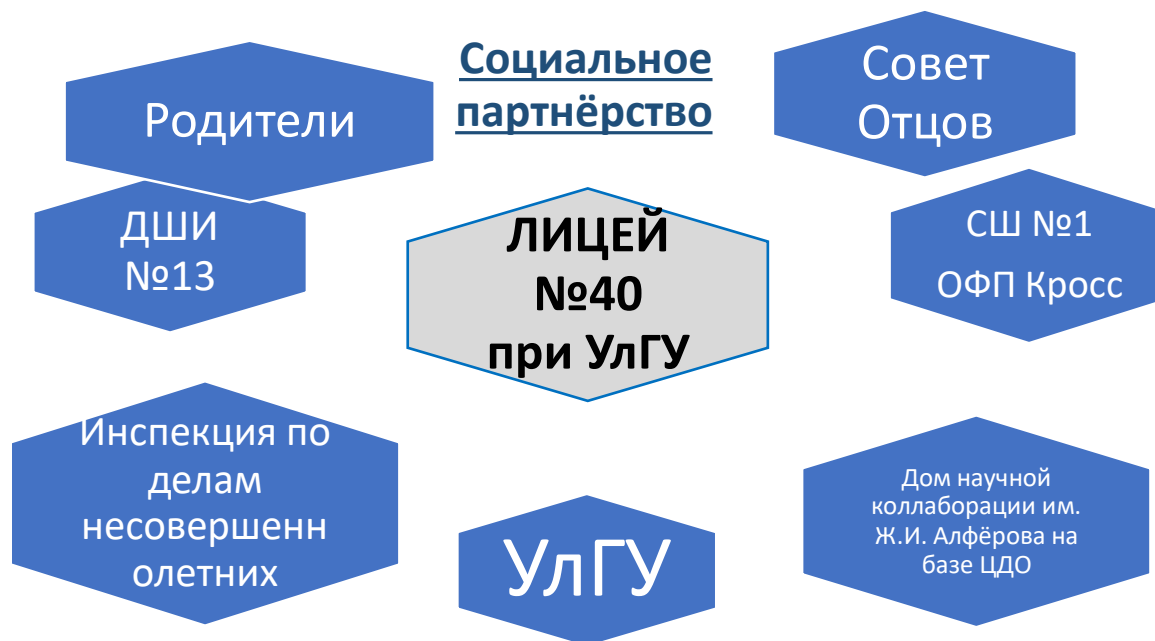 Социальное
партнёрство
Родители
Совет
Отцов
ДШИ
№13
ЛИЦЕЙ
№40
при УлГУ
СШ №1
ОФП Кросс
Инспекция по
делам
несовершенн
олетних
УлГУ
Дом научной
коллаборации им.
Ж.И. Алфёрова на
базе ЦДО